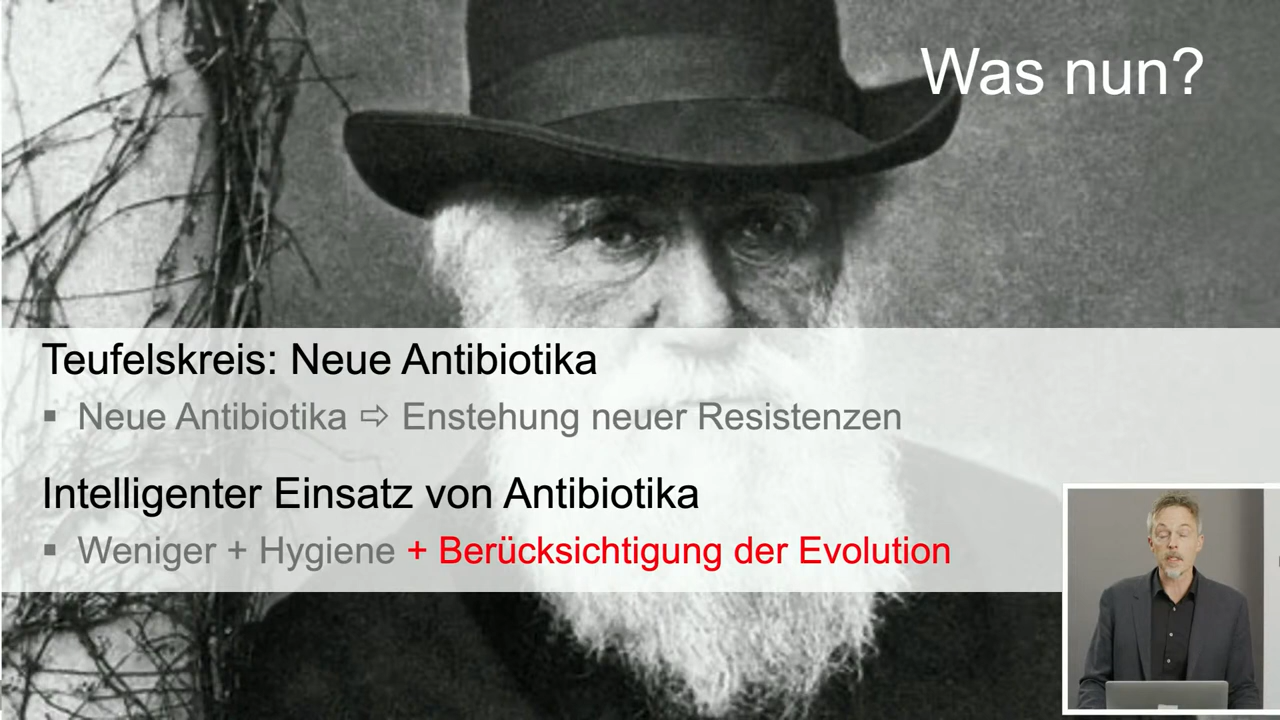 Was nun?
Teufelskreis: Neue Antibiotika
▪ Neue Antibiotika ⇨ Enstehung neuer Resistenzen
Intelligenter Einsatz von Antibiotika
▪ Weniger + Hygiene + Berücksichtigung der Evolution